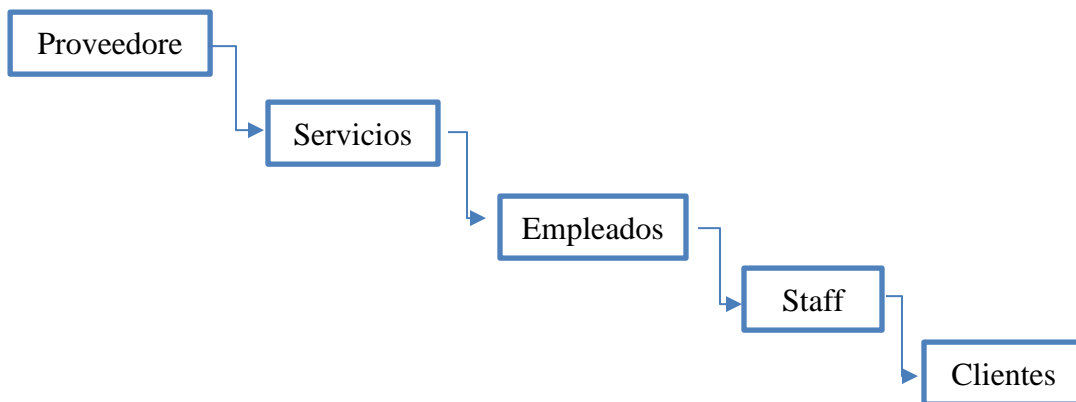 Proveedore
Servicios
Empleados
Staff
Clientes